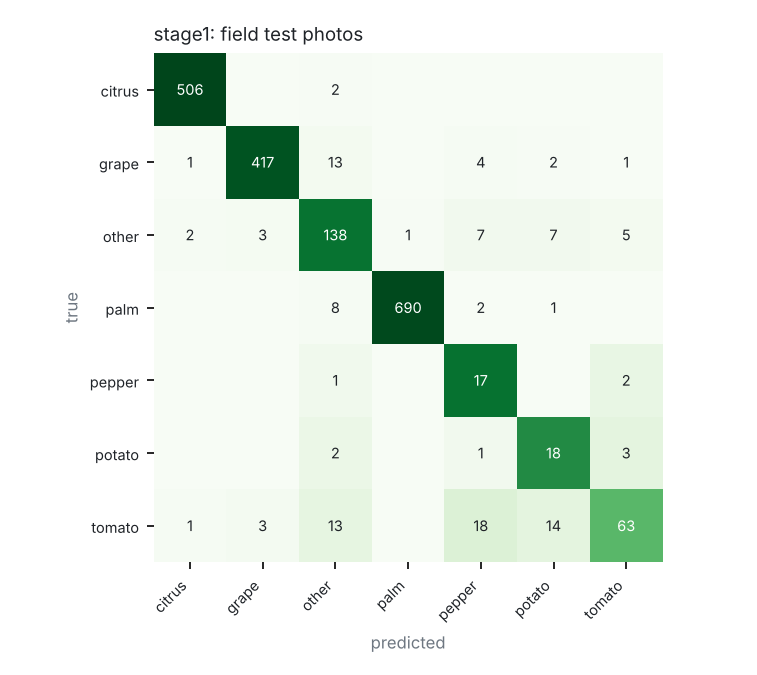 stage1: field test photos
citrus 506 2
grape 1 417 13 4 2 1
other 2 3 138 1 7 7 5
palm 8 690 2 1
pepper 1 17 2
potato 2 1 18 3
tomato 1 3 13 18 14 63
true
citrus grape other palm pepper potato tomato
predicted